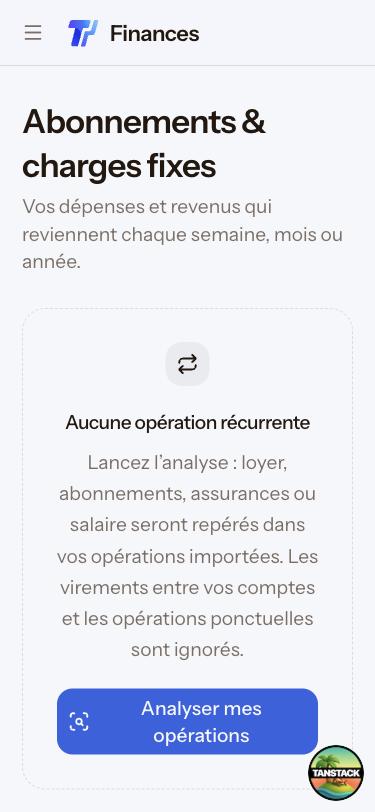 Finances
Abonnements &
charges fixes
Vos dépenses et revenus qui
reviennent chaque semaine, mois ou
année.
Aucune opération récurrente
Lancez l’analyse : loyer,
abonnements, assurances ou
salaire seront repérés dans
vos opérations importées. Les
virements entre vos comptes
et les opérations ponctuelles
sont ignorés.
Analyser mes
opérations
TANSTACK